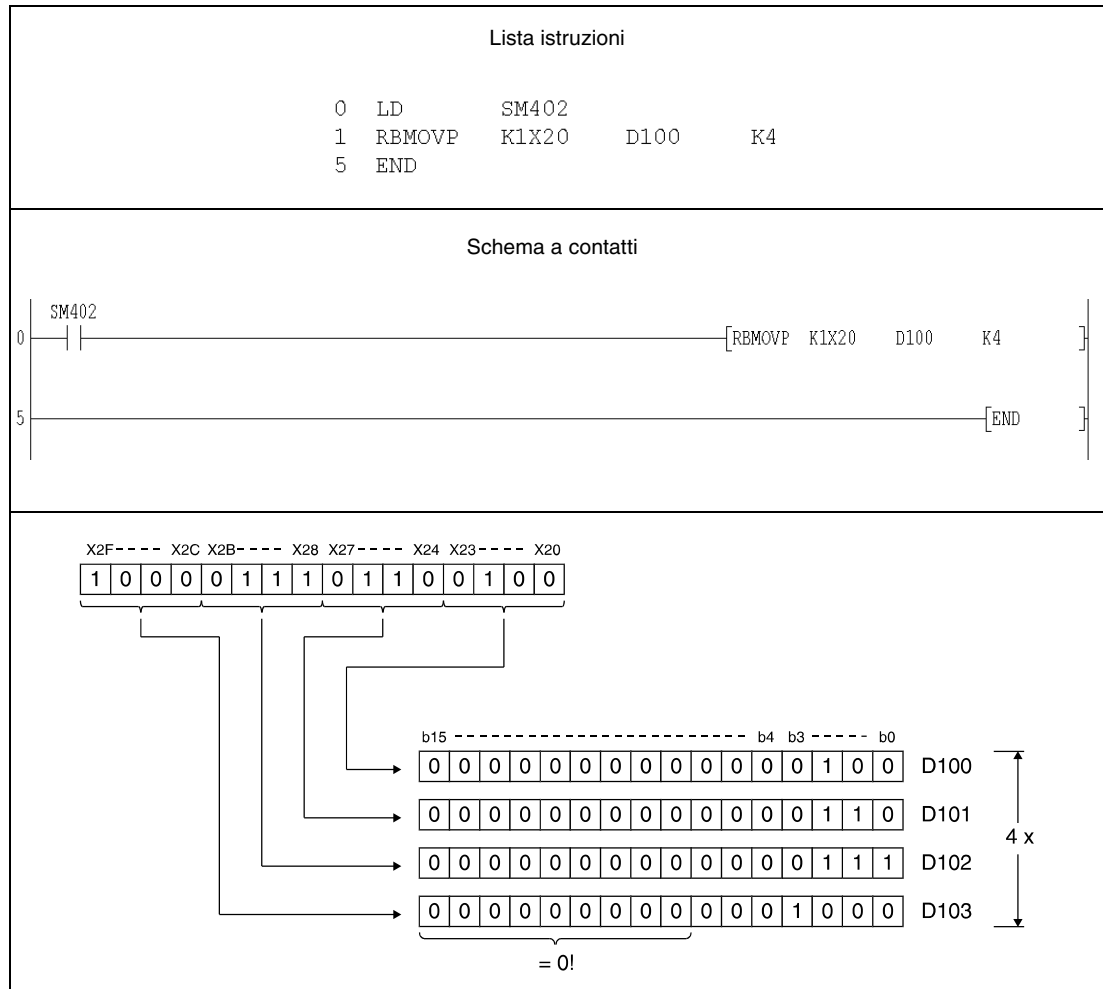 Lista istruzioni
0 LD SM402
1 RBMOVP K1X20 D100 K4
5 END
Schema a contatti
SM402
0 [RBMOVP K1X20 D100 K4 ]
5 [END ]
X2F---- X2C X2B---- X28 X27---- X24 X23---- X20
1 0 0 0 0 1 1 1 0 1 1 0 0 1 0 0
b15 -------------------- b4 b3 ----- b0
0 0 0 0 0 0 0 0 0 0 0 0 0 1 0 0 D100
0 0 0 0 0 0 0 0 0 0 0 0 0 1 1 0 D101
4 x
0 0 0 0 0 0 0 0 0 0 0 0 0 1 1 1 D102
0 0 0 0 0 0 0 0 0 0 0 0 1 0 0 0 D103
= 0!